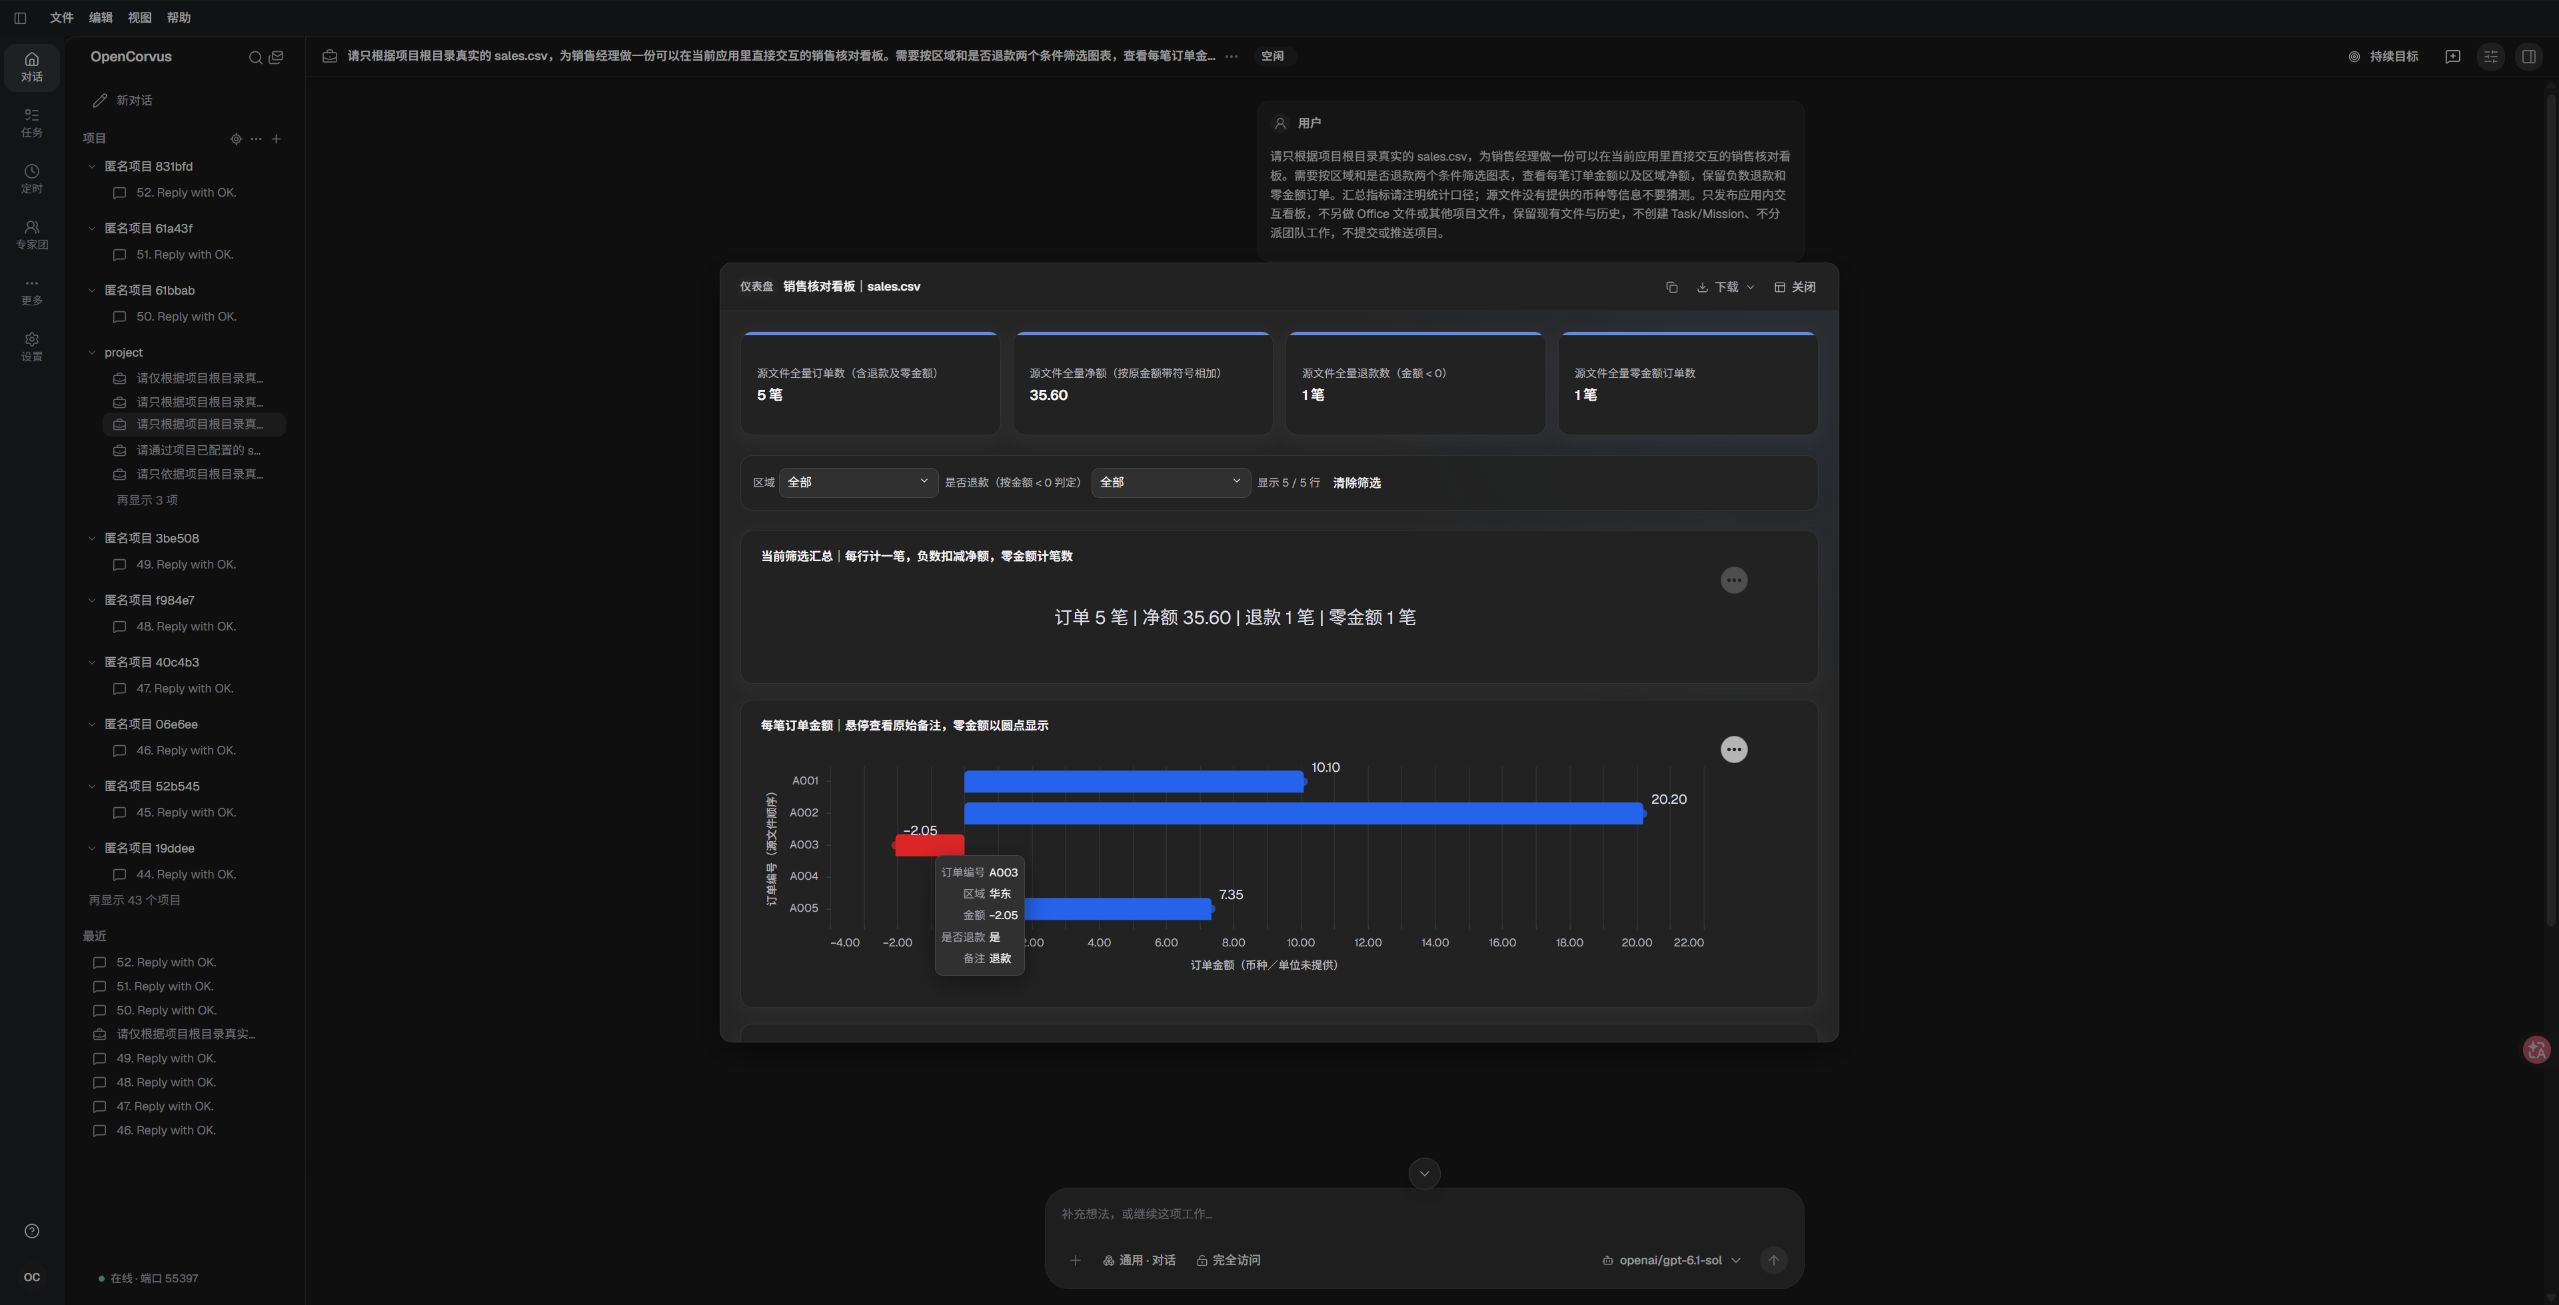 文件 编辑 视图 帮助
对话
任务
定时
专家团
更多
设置
OC
OpenCorvus
新对话
项目
匿名项目 831bfd
52. Reply with OK.
匿名项目 61a43f
51. Reply with OK.
匿名项目 61bbab
50. Reply with OK.
project
请仅根据项目根目录真...
请只根据项目根目录真...
请只根据项目根目录真...
请通过项目已配置的 s...
请只依据项目根目录真...
再显示 3 项
匿名项目 3be508
49. Reply with OK.
匿名项目 f984e7
48. Reply with OK.
匿名项目 40c4b3
47. Reply with OK.
匿名项目 06e6ee
46. Reply with OK.
匿名项目 52b545
45. Reply with OK.
匿名项目 19ddee
44. Reply with OK.
再显示 43 个项目
最近
52. Reply with OK.
51. Reply with OK.
50. Reply with OK.
请仅根据项目根目录真实...
49. Reply with OK.
48. Reply with OK.
47. Reply with OK.
46. Reply with OK.
在线 · 端口 55397
请只根据项目根目录真实的 sales.csv，为销售经理做一份可以在当前应用里直接交互的销售核对看板。需要按区域和是否退款两个条件筛选图表，查看每笔订单金... 空闲 持续目标
用户
请只根据项目根目录真实的 sales.csv，为销售经理做一份可以在当前应用里直接交互的销售核对看
板。需要按区域和是否退款两个条件筛选图表，查看每笔订单金额以及区域净额，保留负数退款和
零金额订单。汇总指标请注明统计口径；源文件没有提供的币种等信息不要猜测。只发布应用内交
互看板，不另做 Office 文件或其他项目文件，保留现有文件与历史，不创建 Task/Mission、不分
派团队工作，不提交或推送项目。
仪表盘 销售核对看板｜sales.csv 下载 关闭
源文件全量订单数（含退款及零金额）
5 笔
源文件全量净额（按原金额带符号相加）
35.60
源文件全量退款数（金额 < 0）
1 笔
源文件全量零金额订单数
1 笔
区域 全部 是否退款（按金额 < 0 判定） 全部 显示 5 / 5 行 清除筛选
当前筛选汇总｜每行计一笔，负数扣减净额，零金额计笔数
订单 5 笔 | 净额 35.60 | 退款 1 笔 | 零金额 1 笔
每笔订单金额｜悬停查看原始备注，零金额以圆点显示
订单编号（源文件顺序）
A001 10.10
A002 20.20
−2.05
A003
A004
A005 7.35
订单编号 A003
区域 华东
金额 −2.05
是否退款 是
备注 退款
−4.00 −2.00 2.00 4.00 6.00 8.00 10.00 12.00 14.00 16.00 18.00 20.00 22.00
订单金额（币种／单位未提供）
补充想法，或继续这项工作...
通用 · 对话 完全访问 openai/gpt-6.1-sol